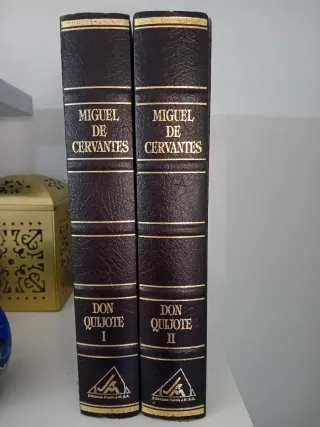 MIGUEL
DE
CERVANTES
DON
QUIJOTE
I
MIGUEL
DE
CERVANTES
DON
QUIJOTE
II